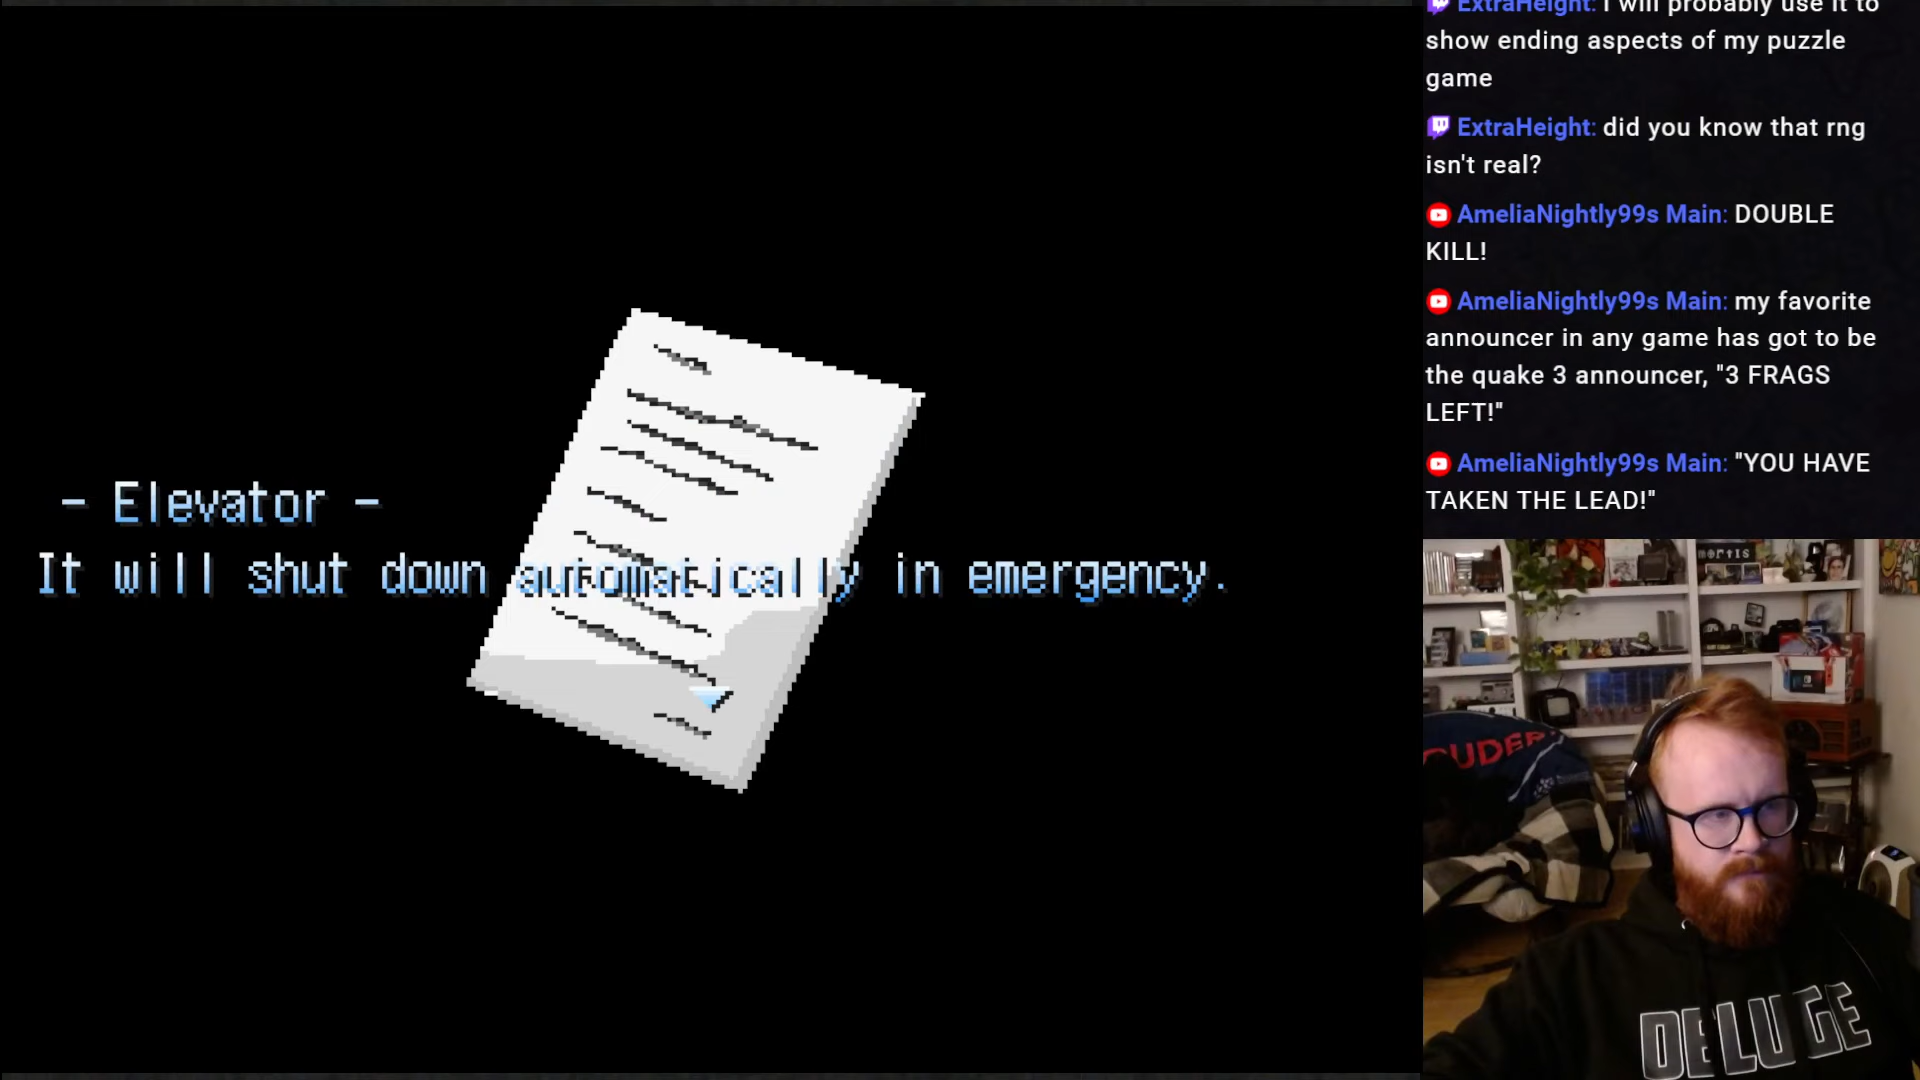 - Elevator -
It will shut down automatically in emergency.
ExtraHeight: I will probably use it to
show ending aspects of my puzzle
game
ExtraHeight: did you know that rng
isn't real?
AmeliaNightly99s Main: DOUBLE
KILL!
AmeliaNightly99s Main: my favorite
announcer in any game has got to be
the quake 3 announcer, "3 FRAGS
LEFT!"
AmeliaNightly99s Main: "YOU HAVE
TAKEN THE LEAD!"
mortis
DELUGE